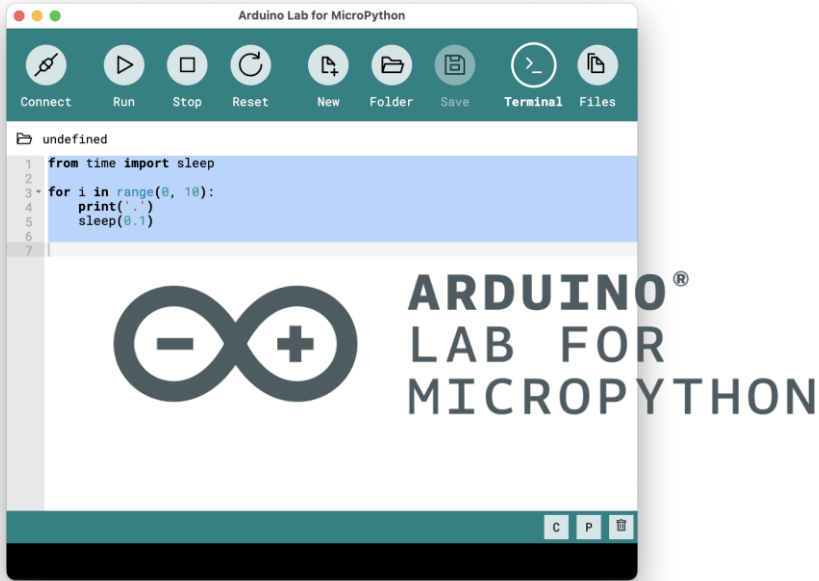 Arduino Lab for MicroPython
Connect Run Stop Reset New Folder Save Terminal Files
undefined
1 from time import sleep
2
3 for i in range(0, 10):
4     print('.')
5     sleep(0.1)
6
7
ARDUINO®
LAB FOR
MICROPYTHON
C P